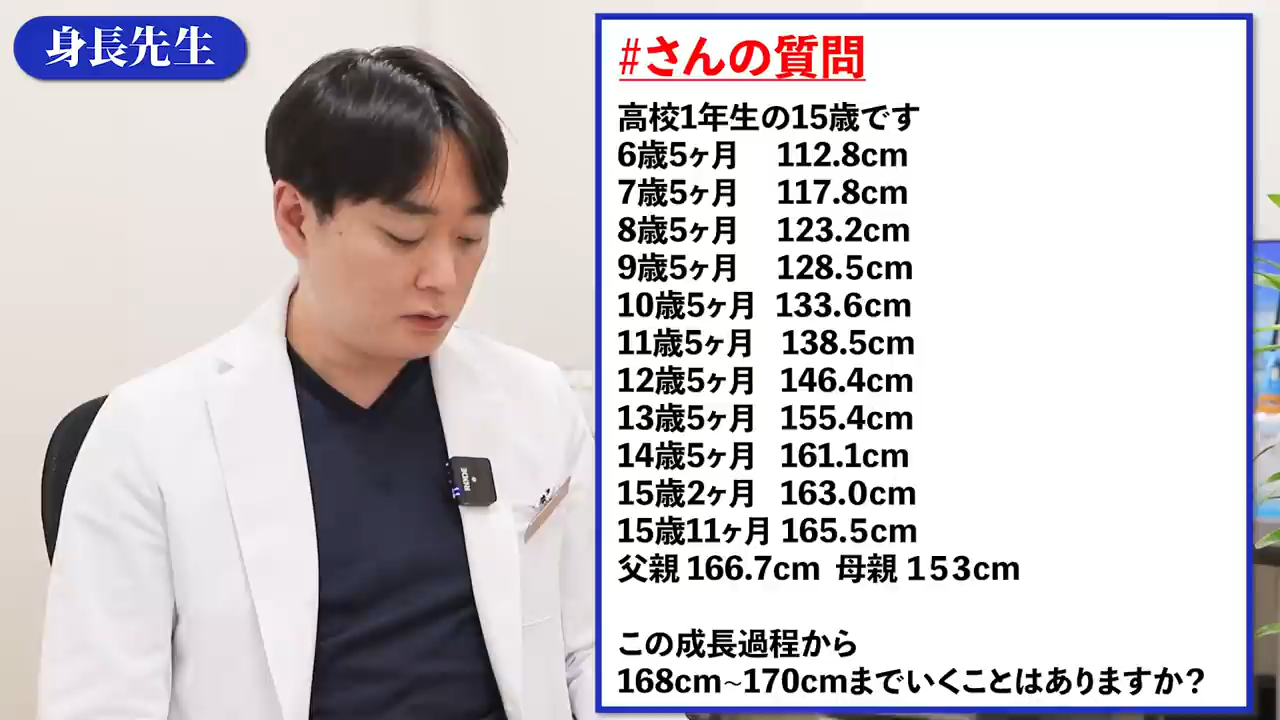 身長先生
#さんの質問
高校1年生の15歳です
6歳5ヶ月 112.8cm
7歳5ヶ月 117.8cm
8歳5ヶ月 123.2cm
9歳5ヶ月 128.5cm
10歳5ヶ月 133.6cm
11歳5ヶ月 138.5cm
12歳5ヶ月 146.4cm
13歳5ヶ月 155.4cm
14歳5ヶ月 161.1cm
15歳2ヶ月 163.0cm
15歳11ヶ月 165.5cm
父親 166.7cm 母親 153cm
この成長過程から
168cm~170cmまでいくことはありますか?
RODE